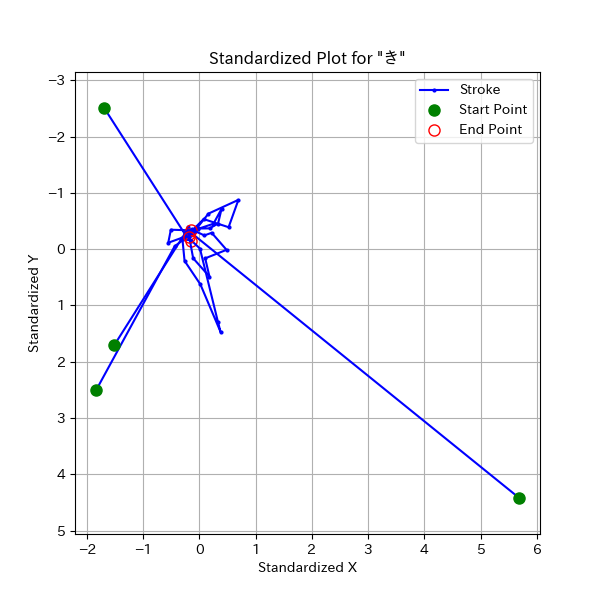 Standardized Plot for "き"
Stroke
Start Point
End Point
−3
−2
−1
0
1
2
3
4
5
Standardized Y
−2 −1 0 1 2 3 4 5 6
Standardized X